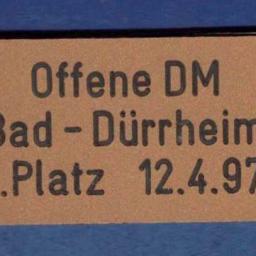 Offene DM
Bad - Dürrheim
.Platz 12.4.97